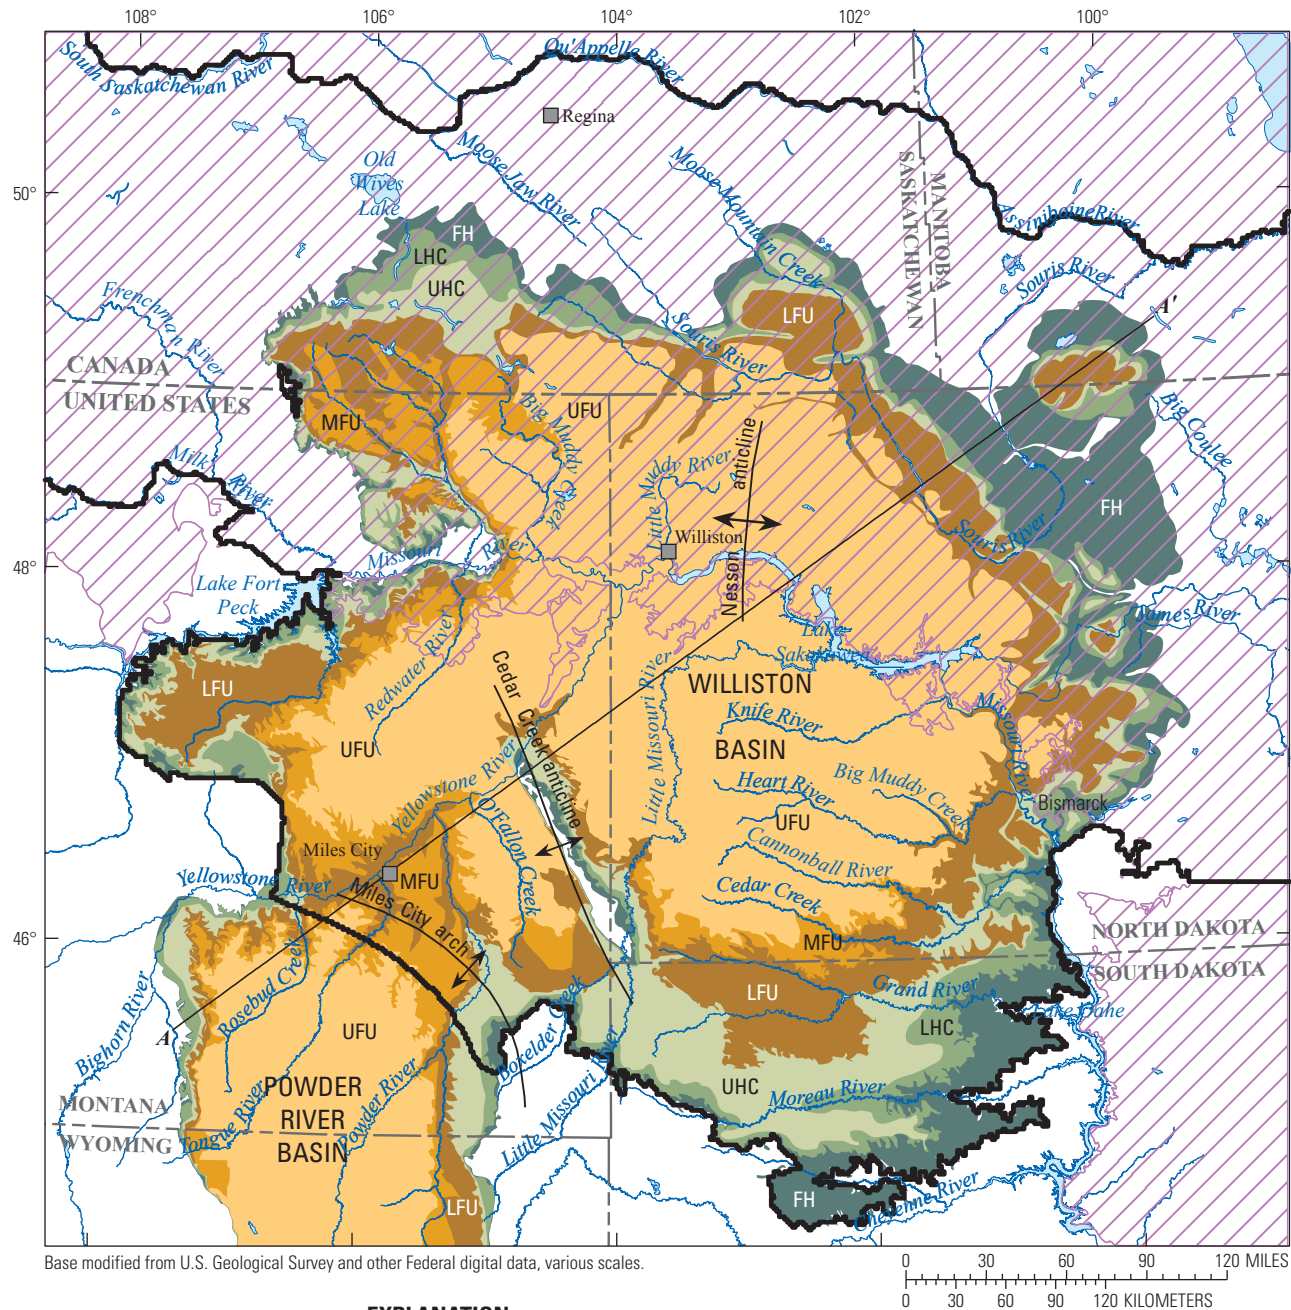 108°
106°
104°
102°
100°
South Saskatchewan River
Qu'Appelle River
Regina
Old
Wives
Lake
Moose Jaw River
Moose Mountain Creek
SASKATCHEWAN
MANITOBA
50°
Assiniboine River
FH
LHC
UHC
Souris River
Frenchman River
LFU
Souris River
A'
CANADA
UNITED STATES
MFU
Big Muddy Creek
UFU
Big Coulee
anticline
Milk
River
Little Muddy River
FH
Souris River
Williston
Missouri
River
48°
Lake Fort
Peck
Nesson
James River
Lake
Sakakawea
Redwater River
Cedar Creek anticline
Little Missouri River
LFU
WILLISTON
BASIN
Knife River
Missouri River
UFU
Yellowstone River
Heart River
Big Muddy Creek
Bismarck
UFU
O'Fallon Creek
Cannonball River
Miles City
MFU
Yellowstone River
Miles City arch
Cedar Creek
46°
MFU
NORTH DAKOTA
SOUTH DAKOTA
Rosebud Creek
LFU
Grand River
Bighorn River
A
UFU
Boxelder Creek
LHC
Lake Oahe
POWDER
RIVER
BASIN
Powder River
UHC
Moreau River
MONTANA
WYOMING
Tongue River
Little Missouri River
LFU
FH
Cheyenne River
Base modified from U.S. Geological Survey and other Federal digital data, various scales.
0 30 60 90 120 MILES
0 30 60 90 120 KILOMETERS
EXPLANATION